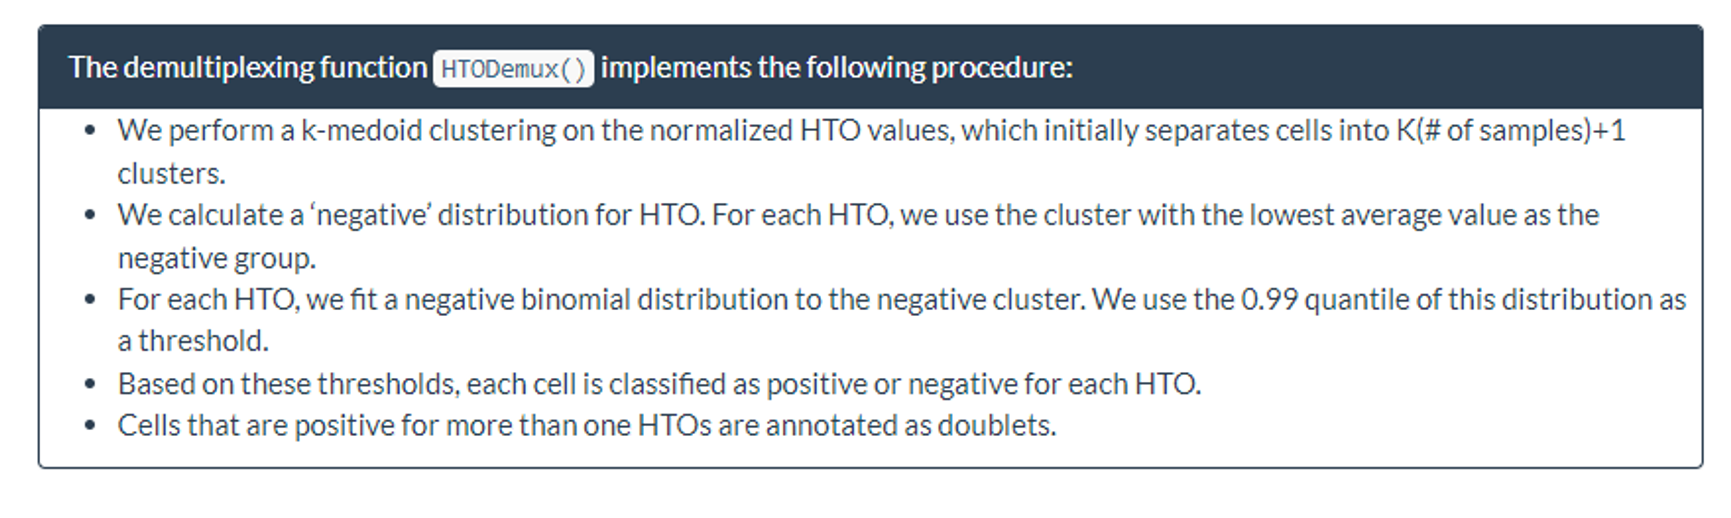 The demultiplexing function HTODemux() implements the following procedure:
• We perform a k-medoid clustering on the normalized HTO values, which initially separates cells into K(# of samples)+1
clusters.
• We calculate a ‘negative’ distribution for HTO. For each HTO, we use the cluster with the lowest average value as the
negative group.
• For each HTO, we fit a negative binomial distribution to the negative cluster. We use the 0.99 quantile of this distribution as
a threshold.
• Based on these thresholds, each cell is classified as positive or negative for each HTO.
• Cells that are positive for more than one HTOs are annotated as doublets.